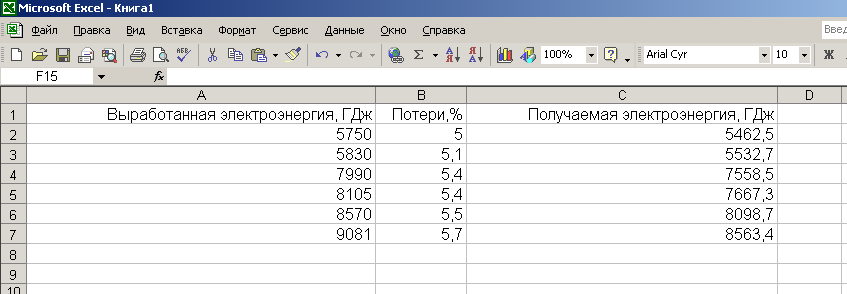 Microsoft Excel - Книга1
Файл Правка Вид Вставка Формат Сервис Данные Окно Справка
100% Arial Cyr 10 Ж
F15 fx
A B C D
1 Выработанная электроэнергия, ГДж Потери,% Получаемая электроэнергия, ГДж
2 5750 5 5462,5
3 5830 5,1 5532,7
4 7990 5,4 7558,5
5 8105 5,4 7667,3
6 8570 5,5 8098,7
7 9081 5,7 8563,4
8
9
10